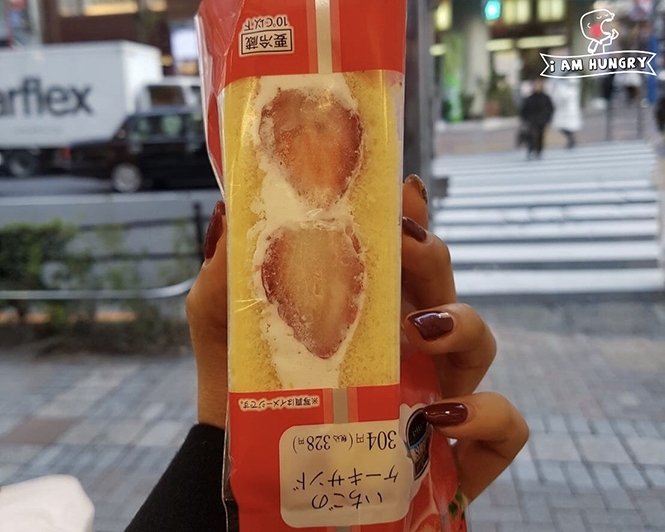 要冷蔵
10℃以下
i AM HUNGRY
arflex
※写真はイメージです。
いちごの
ケーキサンド
304円(税込328円)